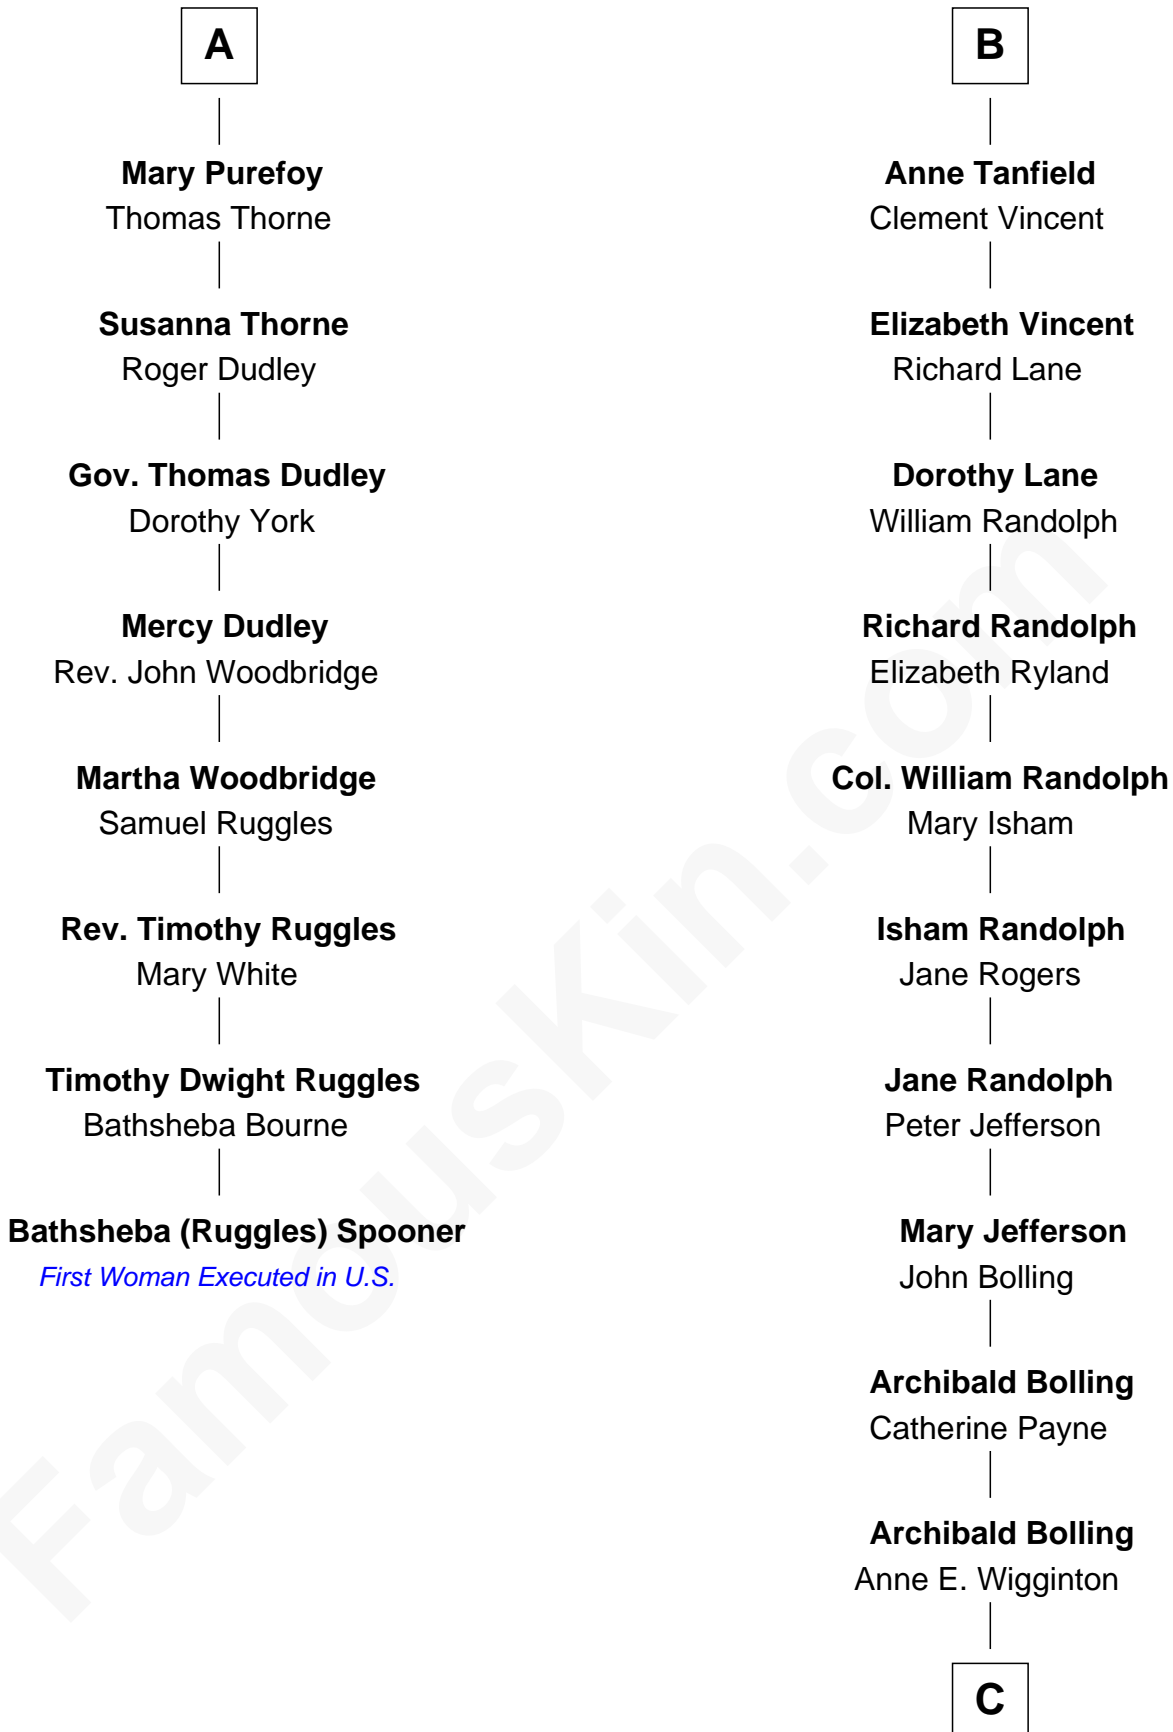 A
Mary Purefoy
Thomas Thorne
Susanna Thorne
Roger Dudley
Gov. Thomas Dudley
Dorothy York
Mercy Dudley
Rev. John Woodbridge
Martha Woodbridge
Samuel Ruggles
Rev. Timothy Ruggles
Mary White
Timothy Dwight Ruggles
Bathsheba Bourne
Bathsheba (Ruggles) Spooner
First Woman Executed in U.S.
B
Anne Tanfield
Clement Vincent
Elizabeth Vincent
Richard Lane
Dorothy Lane
William Randolph
Richard Randolph
Elizabeth Ryland
Col. William Randolph
Mary Isham
Isham Randolph
Jane Rogers
Jane Randolph
Peter Jefferson
Mary Jefferson
John Bolling
Archibald Bolling
Catherine Payne
Archibald Bolling
Anne E. Wigginton
C
FamousKin.com